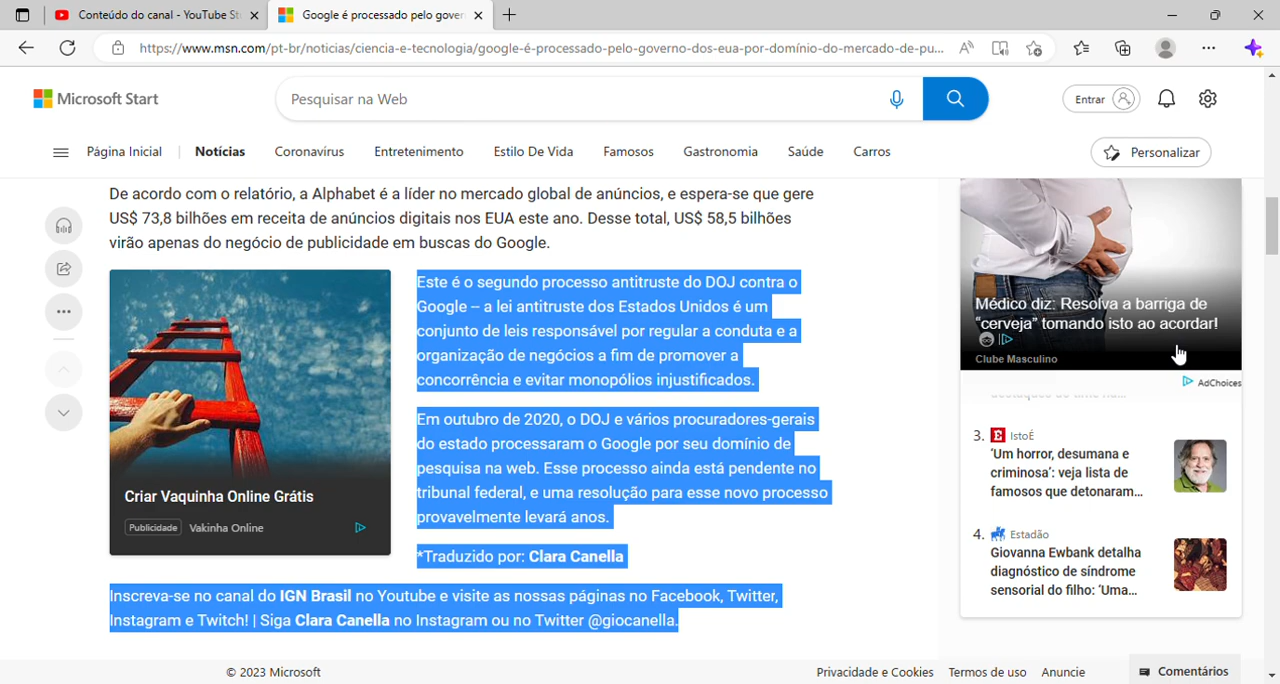 Conteúdo do canal - YouTube St
Google é processado pelo gover
https://www.msn.com/pt-br/noticias/ciencia-e-tecnologia/google-é-processado-pelo-governo-dos-eua-por-domínio-do-mercado-de-pu...
Microsoft Start
Pesquisar na Web
Entrar
Página Inicial
Notícias
Coronavírus
Entretenimento
Estilo De Vida
Famosos
Gastronomia
Saúde
Carros
Personalizar
De acordo com o relatório, a Alphabet é a líder no mercado global de anúncios, e espera-se que gere
US$ 73,8 bilhões em receita de anúncios digitais nos EUA este ano. Desse total, US$ 58,5 bilhões
virão apenas do negócio de publicidade em buscas do Google.
Criar Vaquinha Online Grátis
Publicidade Vakinha Online
Este é o segundo processo antitruste do DOJ contra o
Google – a lei antitruste dos Estados Unidos é um
conjunto de leis responsável por regular a conduta e a
organização de negócios a fim de promover a
concorrência e evitar monopólios injustificados.
Em outubro de 2020, o DOJ e vários procuradores-gerais
do estado processaram o Google por seu domínio de
pesquisa na web. Esse processo ainda está pendente no
tribunal federal, e uma resolução para esse novo processo
provavelmente levará anos.
*Traduzido por: Clara Canella
Inscreva-se no canal do IGN Brasil no Youtube e visite as nossas páginas no Facebook, Twitter,
Instagram e Twitch! | Siga Clara Canella no Instagram ou no Twitter @giocanella.
Médico diz: Resolva a barriga de
“cerveja” tomando isto ao acordar!
Clube Masculino
AdChoices
3. IstoÉ
‘Um horror, desumana e
criminosa’: veja lista de
famosos que detonaram...
4. Estadão
Giovanna Ewbank detalha
diagnóstico de síndrome
sensorial do filho: ‘Uma...
© 2023 Microsoft
Privacidade e Cookies
Termos de uso
Anuncie
Comentários